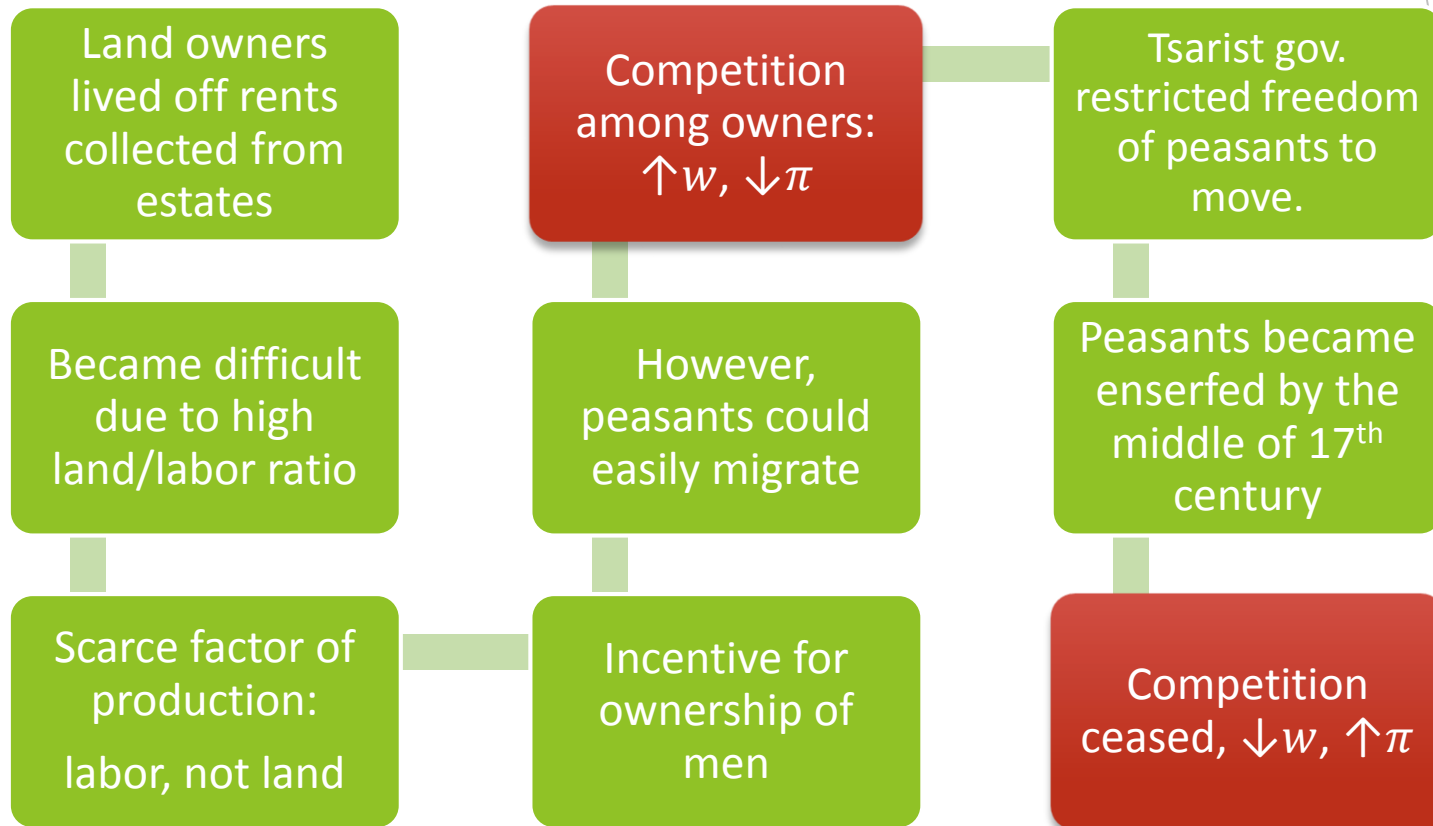 Land owners
lived off rents
collected from
estates
Became difficult
due to high
land/labor ratio
Scarce factor of
production:
labor, not land
Incentive for
ownership of
men
However,
peasants could
easily migrate
Competition
among owners:
↑w, ↓π
Tsarist gov.
restricted freedom
of peasants to
move.
Peasants became
enserfed by the
middle of 17th
century
Competition
ceased, ↓w, ↑π